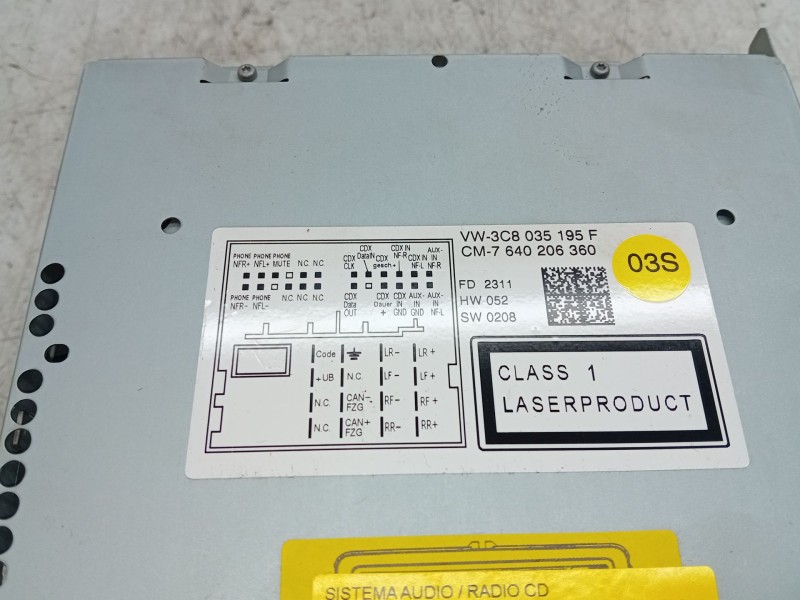 VW-3C8 035 195 F
CM-7 640 206 360
03S
FD 2311
HW 052
SW 0208
PHONE NFR+ PHONE NFL+ PHONE MUTE N.C. N.C.
PHONE NFR- PHONE NFL- N.C. N.C. N.C.
CDX CLK CDX DataIN CDX gesch+ CDX IN NF-R CDX IN NF-L AUX- IN NF-R
CDX Data OUT CDX Dauer + CDX IN GND AUX- IN GND AUX- IN NF-L
Code LR- LR+
+UB N.C. LF- LF+
N.C. CAN- FZG RF- RF+
N.C. CAN+ FZG RR- RR+
CLASS 1
LASERPRODUCT
SISTEMA AUDIO / RADIO CD